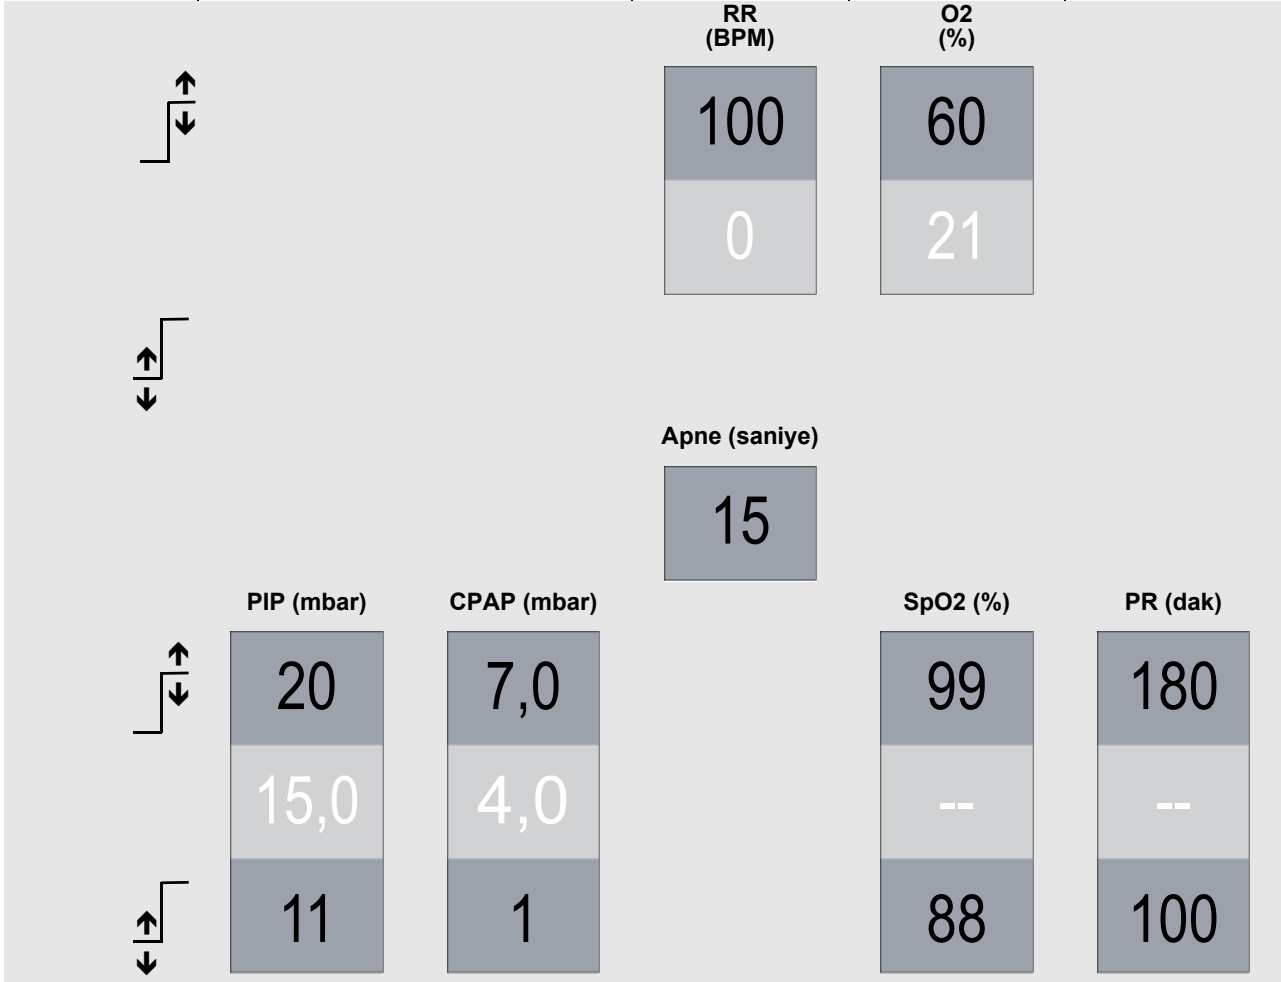 RR O2
(BPM) (%)
100 60
0 21
Apne (saniye)
15
PIP (mbar) CPAP (mbar) SpO2 (%) PR (dak)
20 7,0 99 180
15,0 4,0 -- --
11 1 88 100